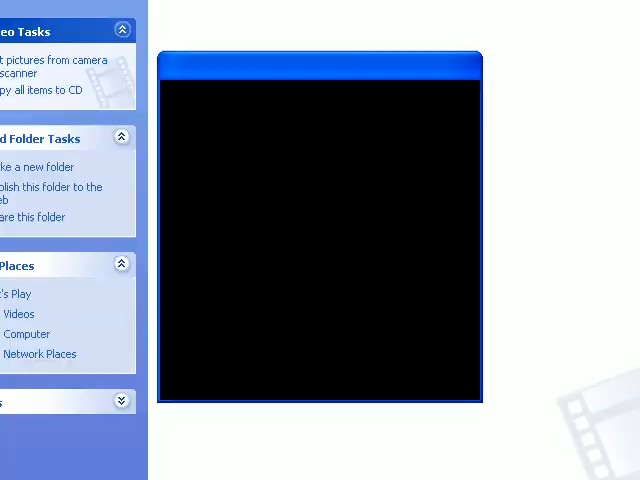 eo Tasks
t pictures from camera
scanner
py all items to CD
d Folder Tasks
ke a new folder
olish this folder to the
eb
are this folder
Places
t's Play
Videos
Computer
Network Places
s